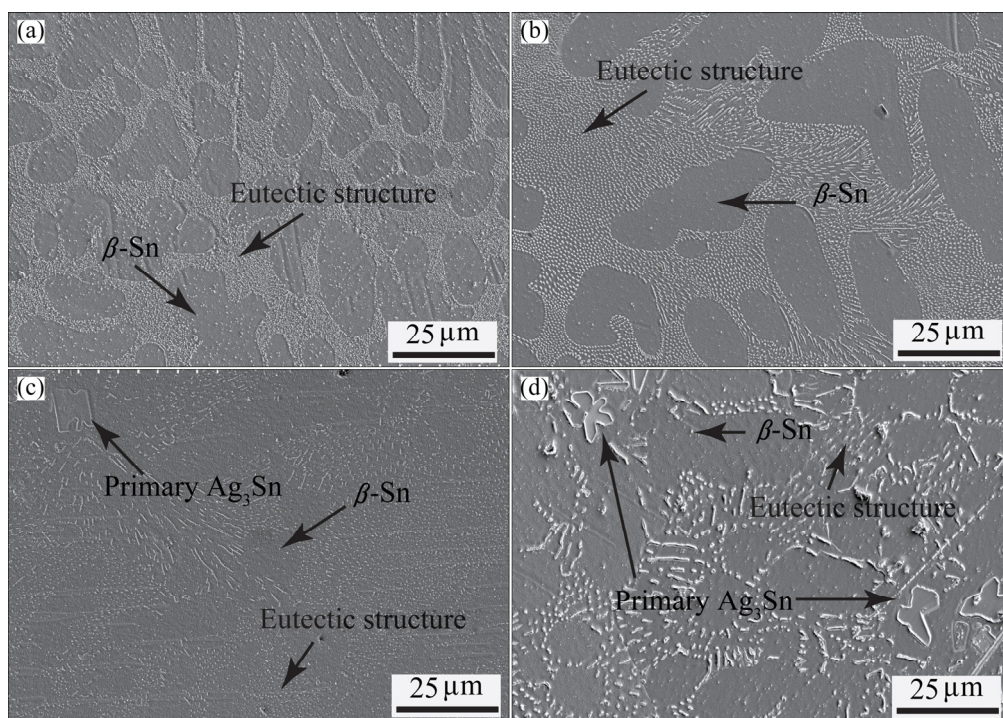 (a)
Eutectic structure
β-Sn
25 μm
(b)
Eutectic structure
β-Sn
25 μm
(c)
Primary Ag₃Sn
β-Sn
Eutectic structure
25 μm
(d)
β-Sn
Eutectic structure
Primary Ag₃Sn
25 μm